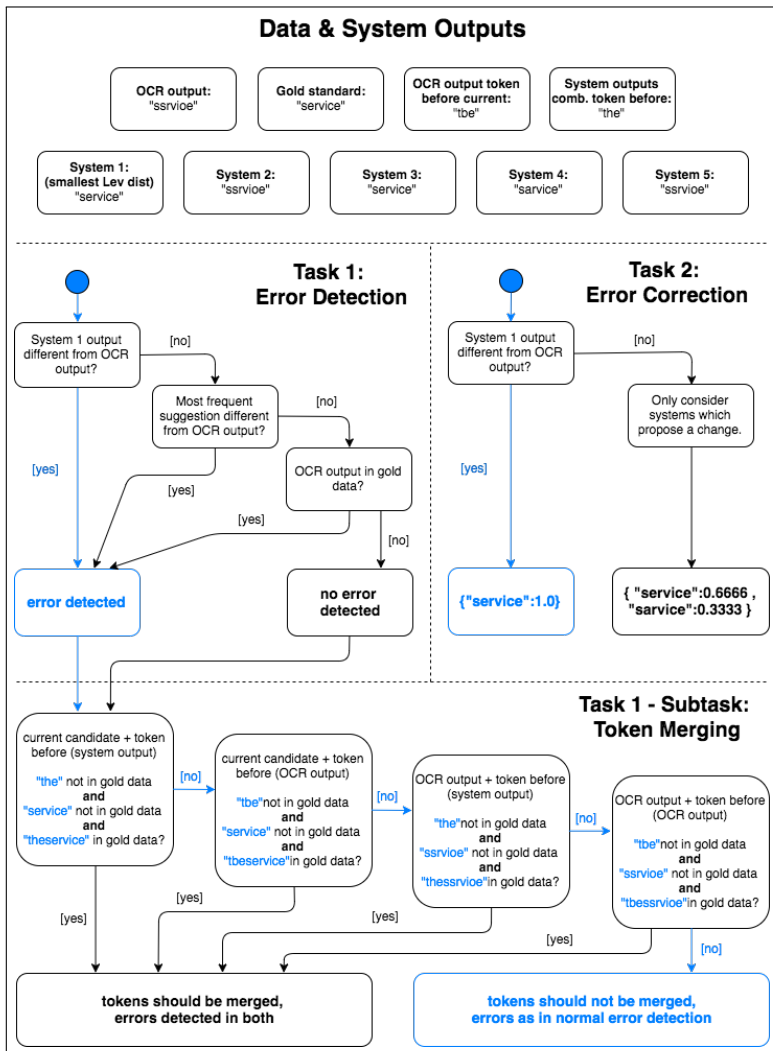 Data & System Outputs
OCR output:
"ssrvioe"
Gold standard:
"service"
OCR output token
before current:
"tbe"
System outputs
comb. token before:
"the"
System 1:
(smallest Lev dist)
"service"
System 2:
"ssrvioe"
System 3:
"service"
System 4:
"sarvice"
System 5:
"ssrvioe"
Task 1:
Error Detection
System 1 output
different from OCR
output?
[no]
Most frequent
suggestion different
from OCR output?
[no]
OCR output in gold
data?
[yes]
[yes]
[yes]
[no]
error detected
no error
detected
Task 2:
Error Correction
System 1 output
different from OCR
output?
[no]
Only consider
systems which
propose a change.
[yes]
{"service":1.0}
{ "service":0.6666 ,
"sarvice":0.3333 }
Task 1 - Subtask:
Token Merging
current candidate + token
before (system output)
"the" not in gold data
and
"service" not in gold data
and
"theservice" in gold data?
[no]
current candidate + token
before (OCR output)
"tbe"not in gold data
and
"service" not in gold data
and
"tbeservice"in gold data?
[no]
OCR output + token before
(system output)
"the"not in gold data
and
"ssrvioe" not in gold data
and
"thessrvioe"in gold data?
[no]
OCR output + token before
(OCR output)
"tbe"not in gold data
and
"ssrvioe" not in gold data
and
"tbessrvioe"in gold data?
[yes]
[yes]
[yes]
[yes]
[no]
tokens should be merged,
errors detected in both
tokens should not be merged,
errors as in normal error detection